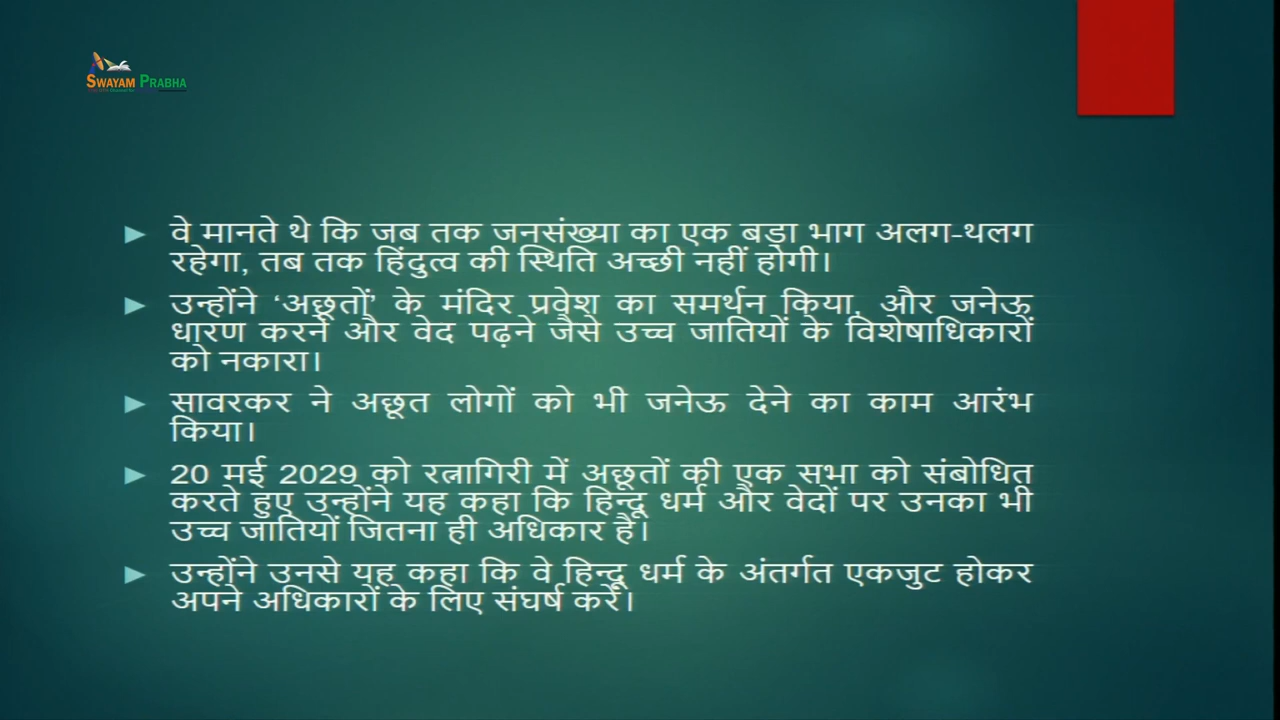 SWAYAM PRABHA
वे मानते थे कि जब तक जनसंख्या का एक बड़ा भाग अलग-थलग
रहेगा, तब तक हिंदुत्व की स्थिति अच्छी नहीं होगी।
उन्होंने ‘अछूतों’ के मंदिर प्रवेश का समर्थन किया, और जनेऊ
धारण करने और वेद पढ़ने जैसे उच्च जातियों के विशेषाधिकारों
को नकारा।
सावरकर ने अछूत लोगों को भी जनेऊ देने का काम आरंभ
किया।
20 मई 2029 को रत्नागिरी में अछूतों की एक सभा को संबोधित
करते हुए उन्होंने यह कहा कि हिन्दू धर्म और वेदों पर उनका भी
उच्च जातियों जितना ही अधिकार है।
उन्होंने उनसे यह कहा कि वे हिन्दू धर्म के अंतर्गत एकजुट होकर
अपने अधिकारों के लिए संघर्ष करें।